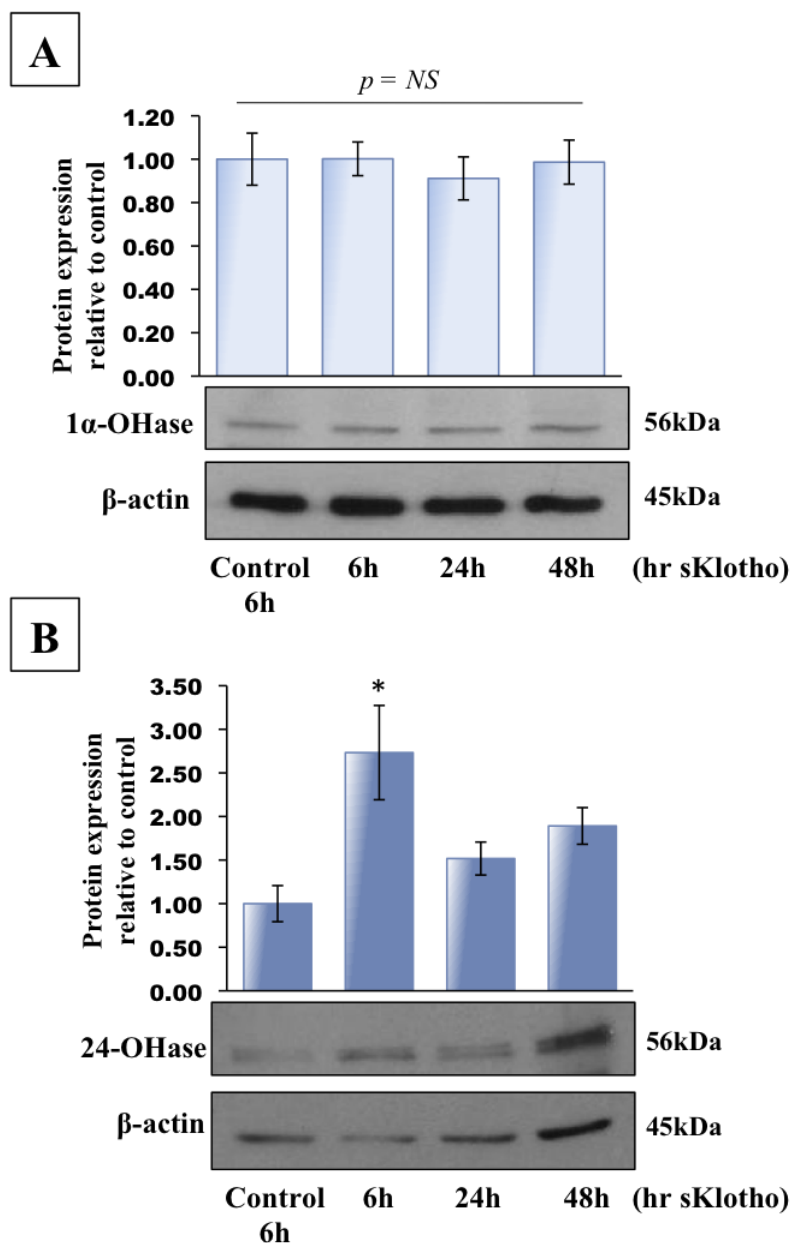 A
p = NS
Protein expression
relative to control
1.20
1.00
0.80
0.60
0.40
0.20
0.00
1α-OHase
56kDa
β-actin
45kDa
Control
6h
6h
24h
48h
(hr sKlotho)
B
*
Protein expression
relative to control
3.50
3.00
2.50
2.00
1.50
1.00
0.50
0.00
24-OHase
56kDa
β-actin
45kDa
Control
6h
6h
24h
48h
(hr sKlotho)